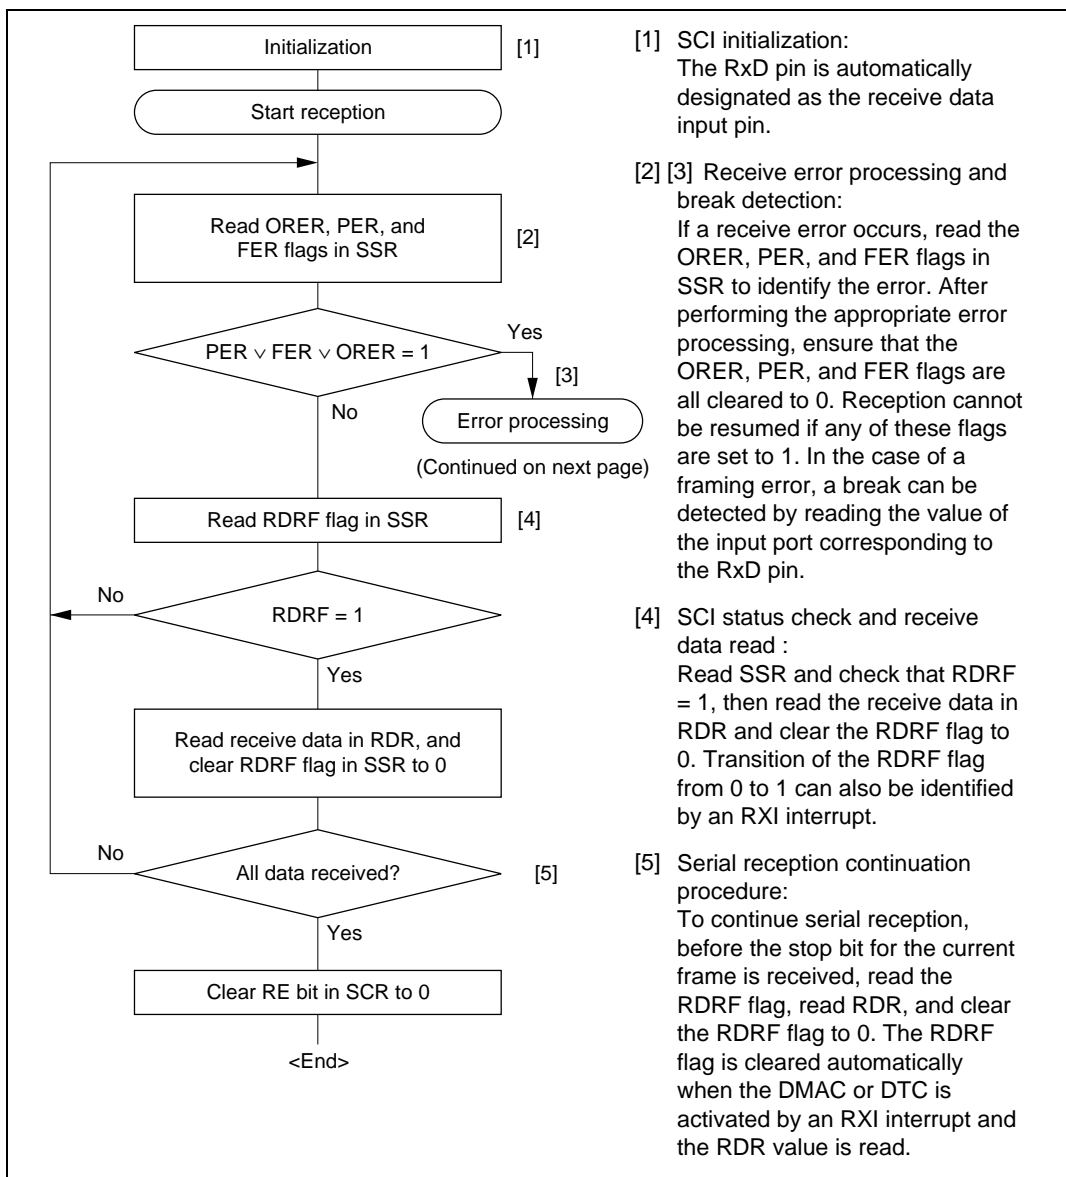 Initialization
[1]
Start reception
Read ORER, PER, and
FER flags in SSR
[2]
Yes
PER ∨ FER ∨ ORER = 1
[3]
No
Error processing
(Continued on next page)
Read RDRF flag in SSR
[4]
No
RDRF = 1
Yes
Read receive data in RDR, and
clear RDRF flag in SSR to 0
No
All data received?
[5]
Yes
Clear RE bit in SCR to 0
<End>
[1] SCI initialization:
The RxD pin is automatically
designated as the receive data
input pin.
[2] [3] Receive error processing and
break detection:
If a receive error occurs, read the
ORER, PER, and FER flags in
SSR to identify the error. After
performing the appropriate error
processing, ensure that the
ORER, PER, and FER flags are
all cleared to 0. Reception cannot
be resumed if any of these flags
are set to 1. In the case of a
framing error, a break can be
detected by reading the value of
the input port corresponding to
the RxD pin.
[4] SCI status check and receive
data read :
Read SSR and check that RDRF
= 1, then read the receive data in
RDR and clear the RDRF flag to
0. Transition of the RDRF flag
from 0 to 1 can also be identified
by an RXI interrupt.
[5] Serial reception continuation
procedure:
To continue serial reception,
before the stop bit for the current
frame is received, read the
RDRF flag, read RDR, and clear
the RDRF flag to 0. The RDRF
flag is cleared automatically
when the DMAC or DTC is
activated by an RXI interrupt and
the RDR value is read.